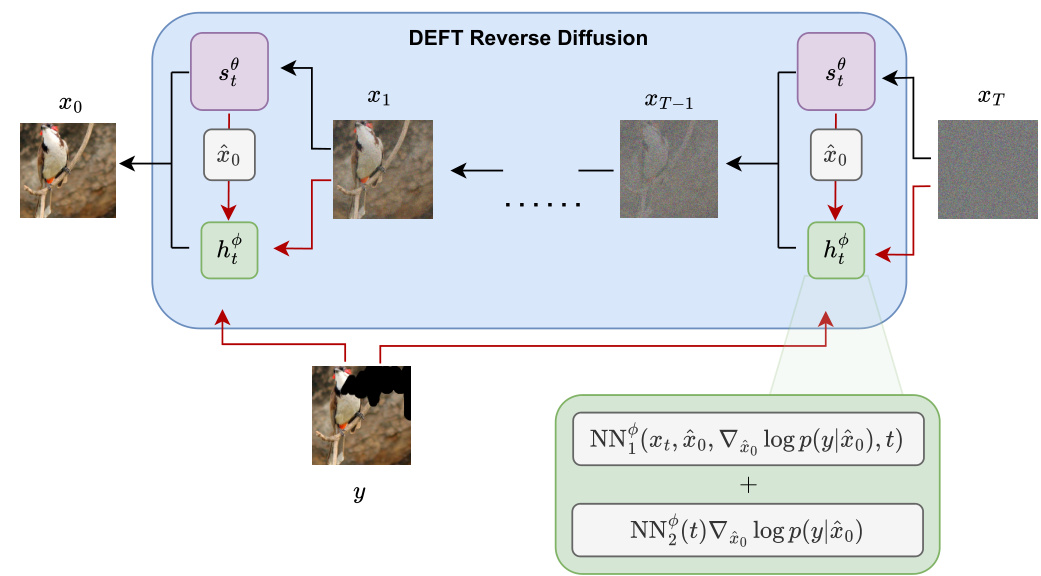 DEFT Reverse Diffusion
$s_t^\theta$
$s_t^\theta$
$x_0$
$x_1$
$x_{T-1}$
$x_T$
$\hat{x}_0$
$\hat{x}_0$
......
$h_t^\phi$
$h_t^\phi$
$y$
$\mathrm{NN}_1^\phi(x_t, \hat{x}_0, \nabla_{\hat{x}_0} \log p(y|\hat{x}_0), t)$
+
$\mathrm{NN}_2^\phi(t) \nabla_{\hat{x}_0} \log p(y|\hat{x}_0)$